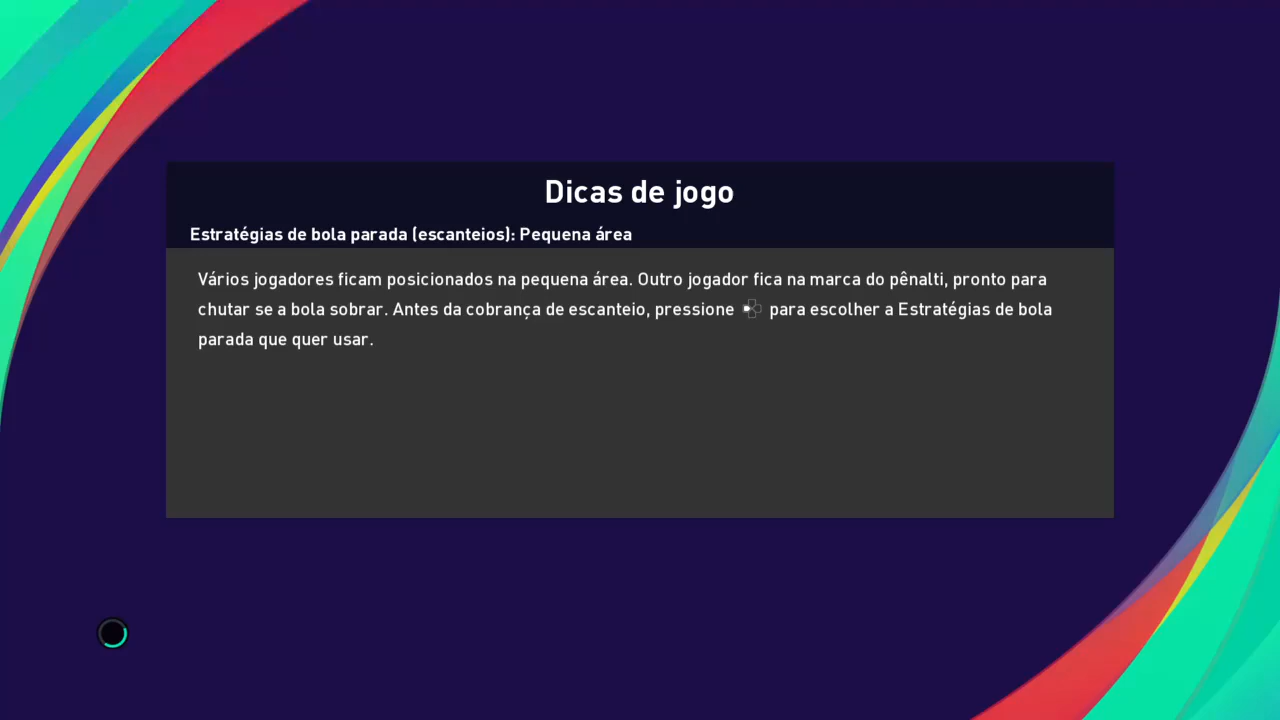 Dicas de jogo
Estratégias de bola parada (escanteios): Pequena área
Vários jogadores ficam posicionados na pequena área. Outro jogador fica na marca do pênalti, pronto para
chutar se a bola sobrar. Antes da cobrança de escanteio, pressione para escolher a Estratégias de bola
parada que quer usar.